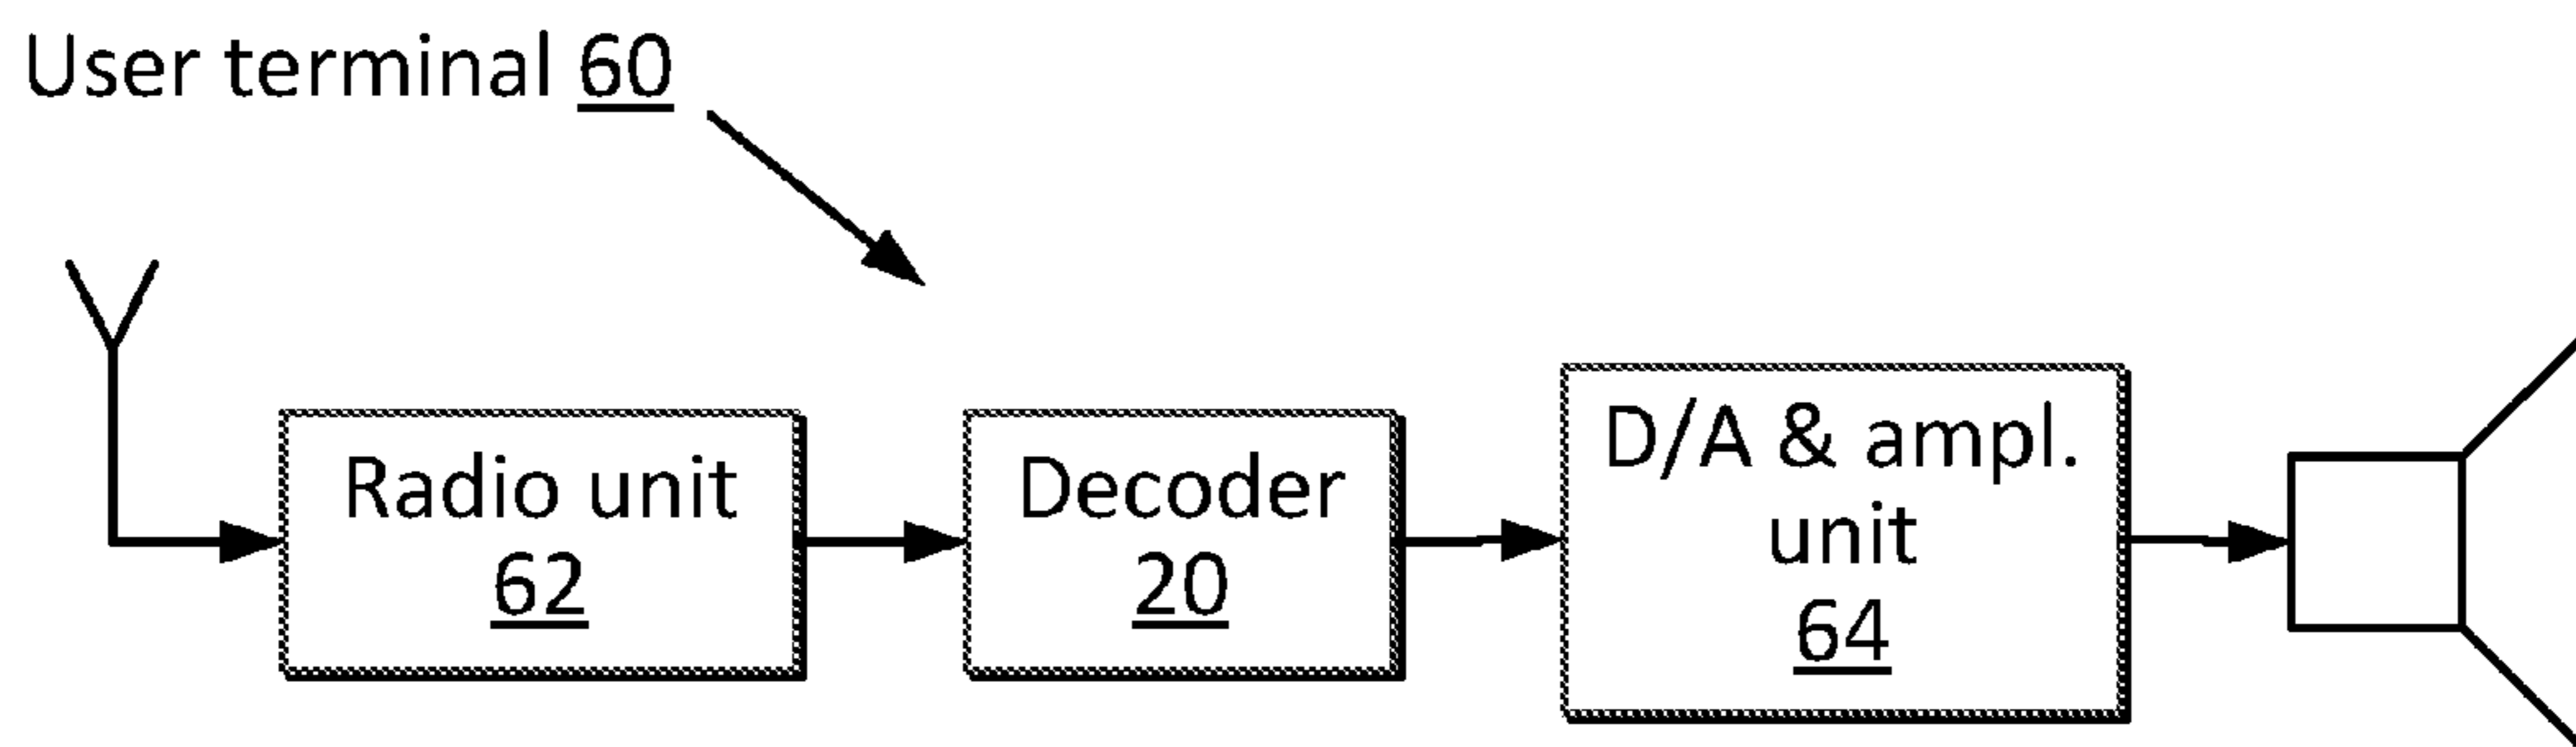 User terminal 60
Radio unit
62
Decoder
20
D/A & ampl.
unit
64